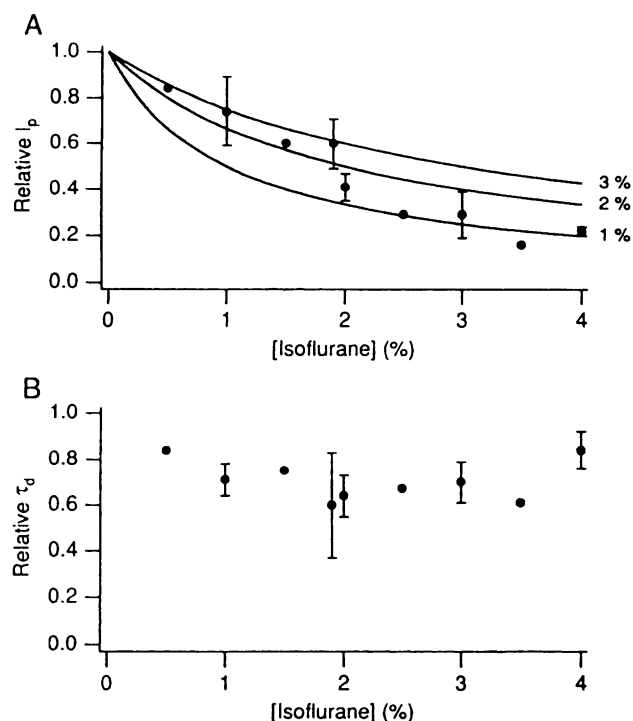 A
Relative Ip
1.0
0.8
0.6
0.4
0.2
0.0
3 %
2 %
1 %
0 1 2 3 4
[Isoflurane] (%)
B
Relative τd
1.0
0.8
0.6
0.4
0.2
0.0
0 1 2 3 4
[Isoflurane] (%)